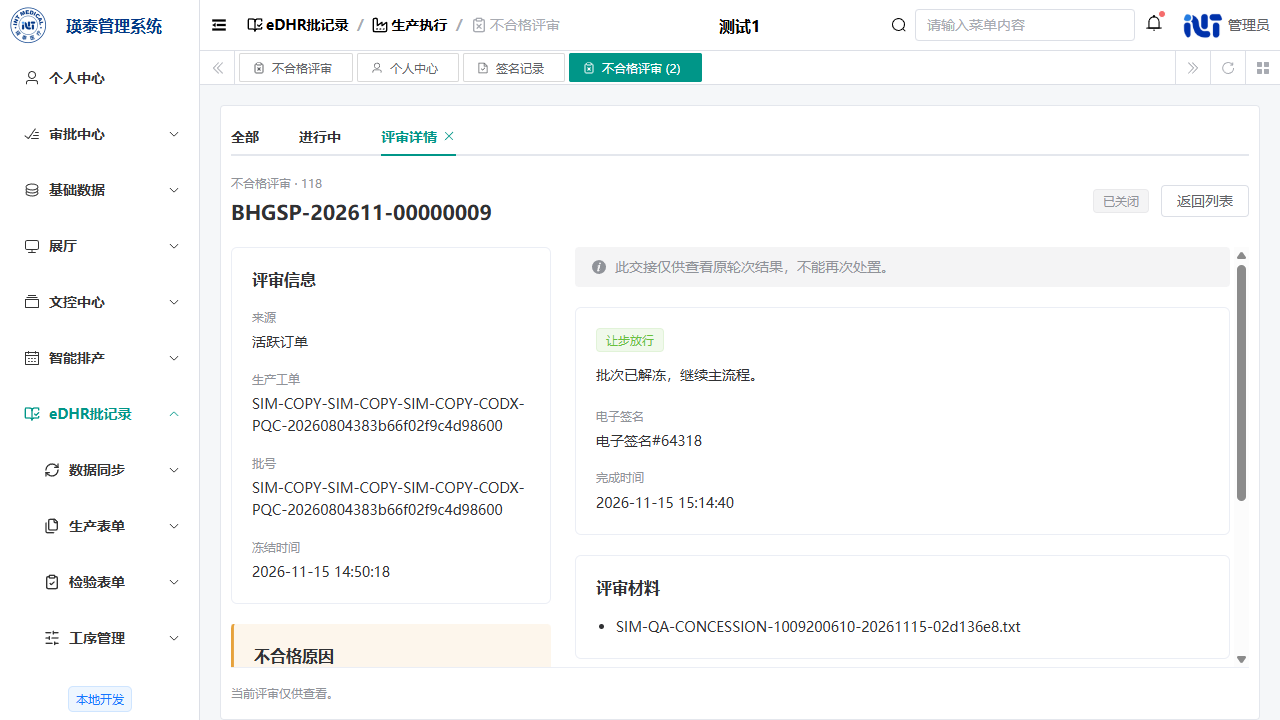 瑛泰管理系统
eDHR批记录 / 生产执行 / 不合格评审
测试1
请输入菜单内容
管理员
个人中心
审批中心
基础数据
展厅
文控中心
智能排产
eDHR批记录
数据同步
生产表单
检验表单
工序管理
本地开发
不合格评审
个人中心
签名记录
不合格评审 (2)
全部
进行中
评审详情
不合格评审 · 118
BHGSP-202611-00000009
已关闭
返回列表
评审信息
来源
活跃订单
生产工单
SIM-COPY-SIM-COPY-SIM-COPY-CODX-
PQC-20260804383b66f02f9c4d98600
批号
SIM-COPY-SIM-COPY-SIM-COPY-CODX-
PQC-20260804383b66f02f9c4d98600
冻结时间
2026-11-15 14:50:18
不合格原因
此交接仅供查看原轮次结果，不能再次处置。
让步放行
批次已解冻，继续主流程。
电子签名
电子签名#64318
完成时间
2026-11-15 15:14:40
评审材料
SIM-QA-CONCESSION-1009200610-20261115-02d136e8.txt
当前评审仅供查看。